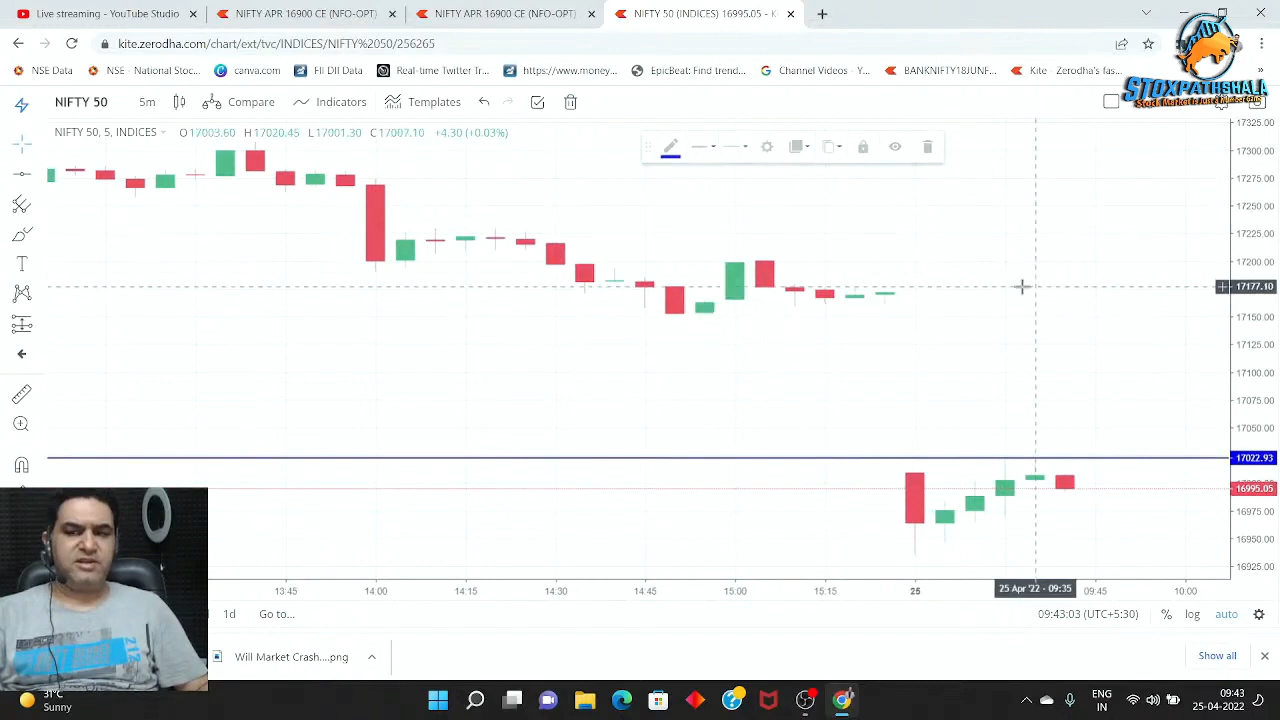 Live streaming - YouTube Studio
NIFTY APR 16900 CE (NFO-OPT)
NIFTY APR 16900 PE (NFO-OPT)
NIFTY 50 (INDICES) 16995.05 - K
kite.zerodha.com/chart/ext/tvc/INDICES/NIFTY%2050/256265
NSE Data
NSE - National Stoc...
canva.com
FII DII Data
Real-time Twitter Tr...
https://www.money...
EpicBeat: Find trend...
Channel Videos - Y...
BANKNIFTY@JUNF...
Kite - Zerodha's fas...
»
STOXPATHSHALA
NIFTY 50
5m
Compare
Indicators
Templates
NIFTY 50, 5, INDICES
O17003.60 H17020.45 L17001.30 C17007.10 +4.30 (+0.03%)
17325.00
17300.00
17275.00
17250.00
17225.00
17200.00
17177.10
17150.00
17125.00
17100.00
17075.00
17050.00
17022.93
16995.05
16975.00
16950.00
16925.00
13:45
14:00
14:15
14:30
14:45
15:00
15:15
25
25 Apr '22 - 09:35
09:45
10:00
1d
Go to...
09:43:03 (UTC+5:30)
%
log
auto
Will Market Crash....png
Show all
31°C
Sunny
ENG
IN
09:43
25-04-2022